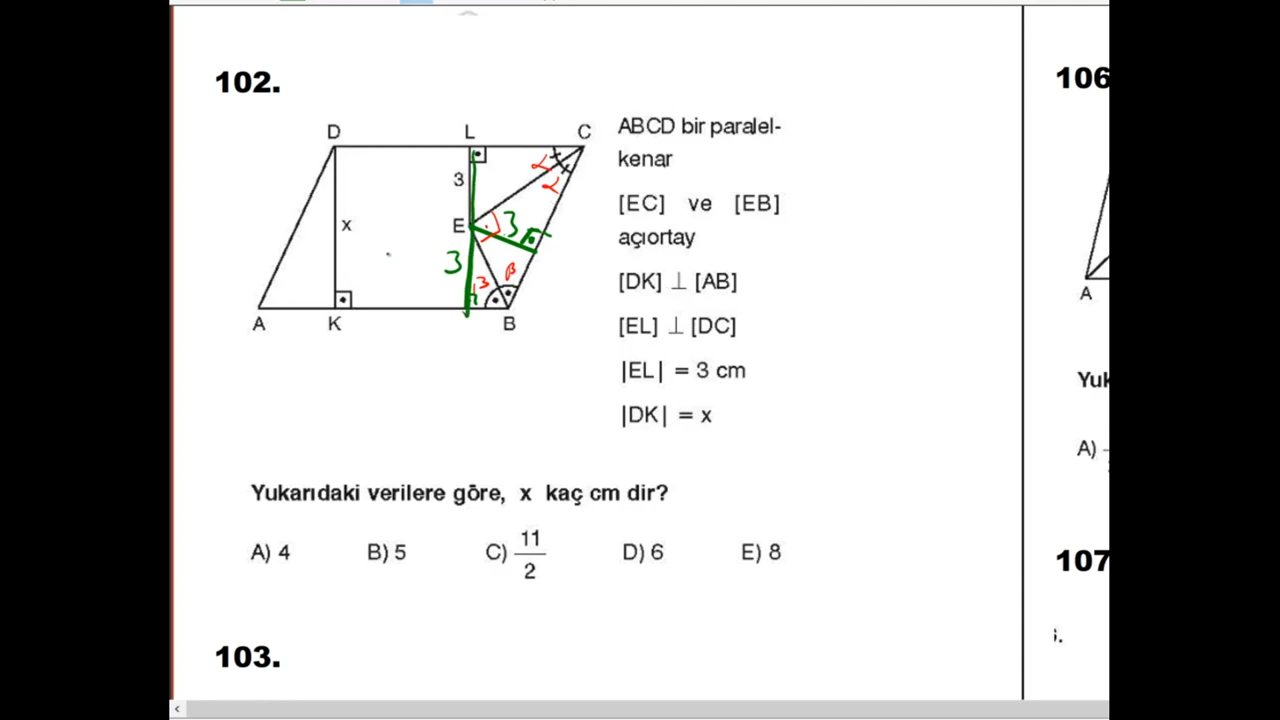 102.
106
D
L
C
ABCD bir paralel-
kenar
α
α
3
x
E
3
3
[EC] ve [EB]
açıortay
β
β
[DK] ⊥ [AB]
A
K
B
A
[EL] ⊥ [DC]
|EL| = 3 cm
Yuk
|DK| = x
A)
Yukarıdaki verilere göre, x kaç cm dir?
A) 4 B) 5 C) 11/2 D) 6 E) 8
107
103.